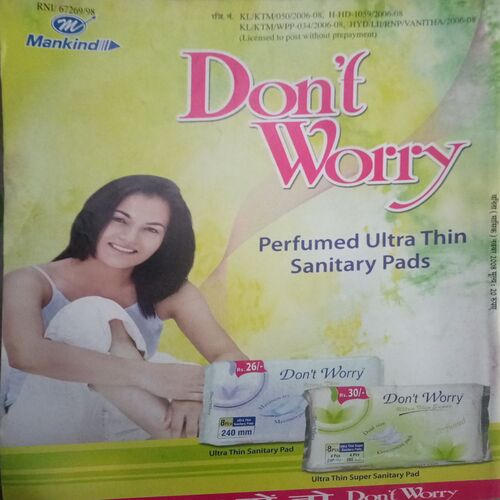 RNI: 67269/98
पंजि. नं. KL/KTM/050/2006-08, H-HD-1059/2006-08
KL/KTM/WPP-034/2006-08, HYD/LII/RNP/VANITHA/2006-08
(Licensed to post without prepayment)
m
Mankind
Don't
Worry
Perfumed Ultra Thin
Sanitary Pads
Rs.26/-
Don't Worry
8Pcs
240 mm
Ultra Thin Sanitary Pad
Rs.30/-
Don't Worry
8Pcs
Ultra Thin Super Sanitary Pad
Don't Worry